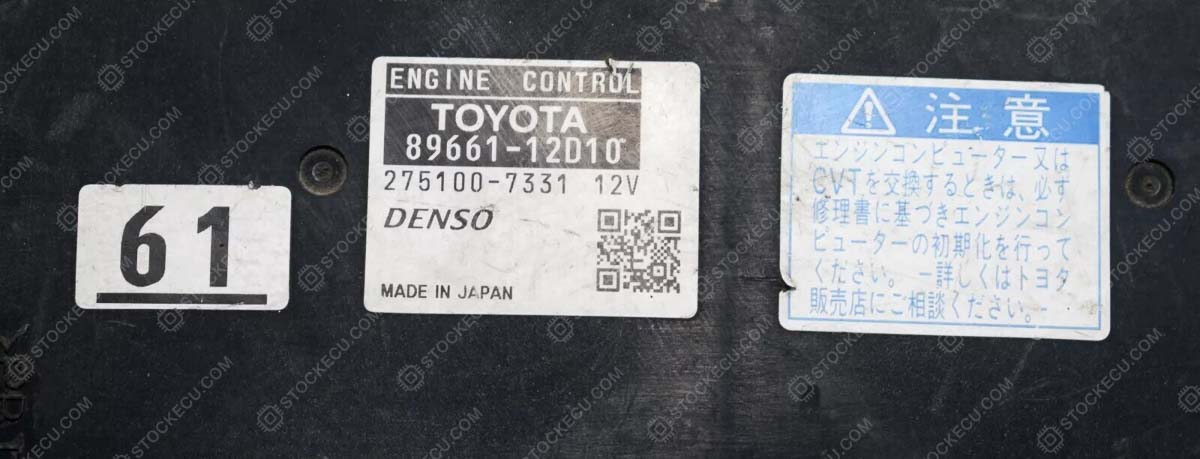 61
ENGINE CONTROL
TOYOTA
89661-12D10
275100-7331 12V
DENSO
MADE IN JAPAN
注意
エンジンコンピューター又は
CVTを交換するときは、必ず
修理書に基づきエンジンコン
ピューターの初期化を行って
ください。－詳しくはトヨタ
販売店にご相談ください。－
STOCKECU.COM